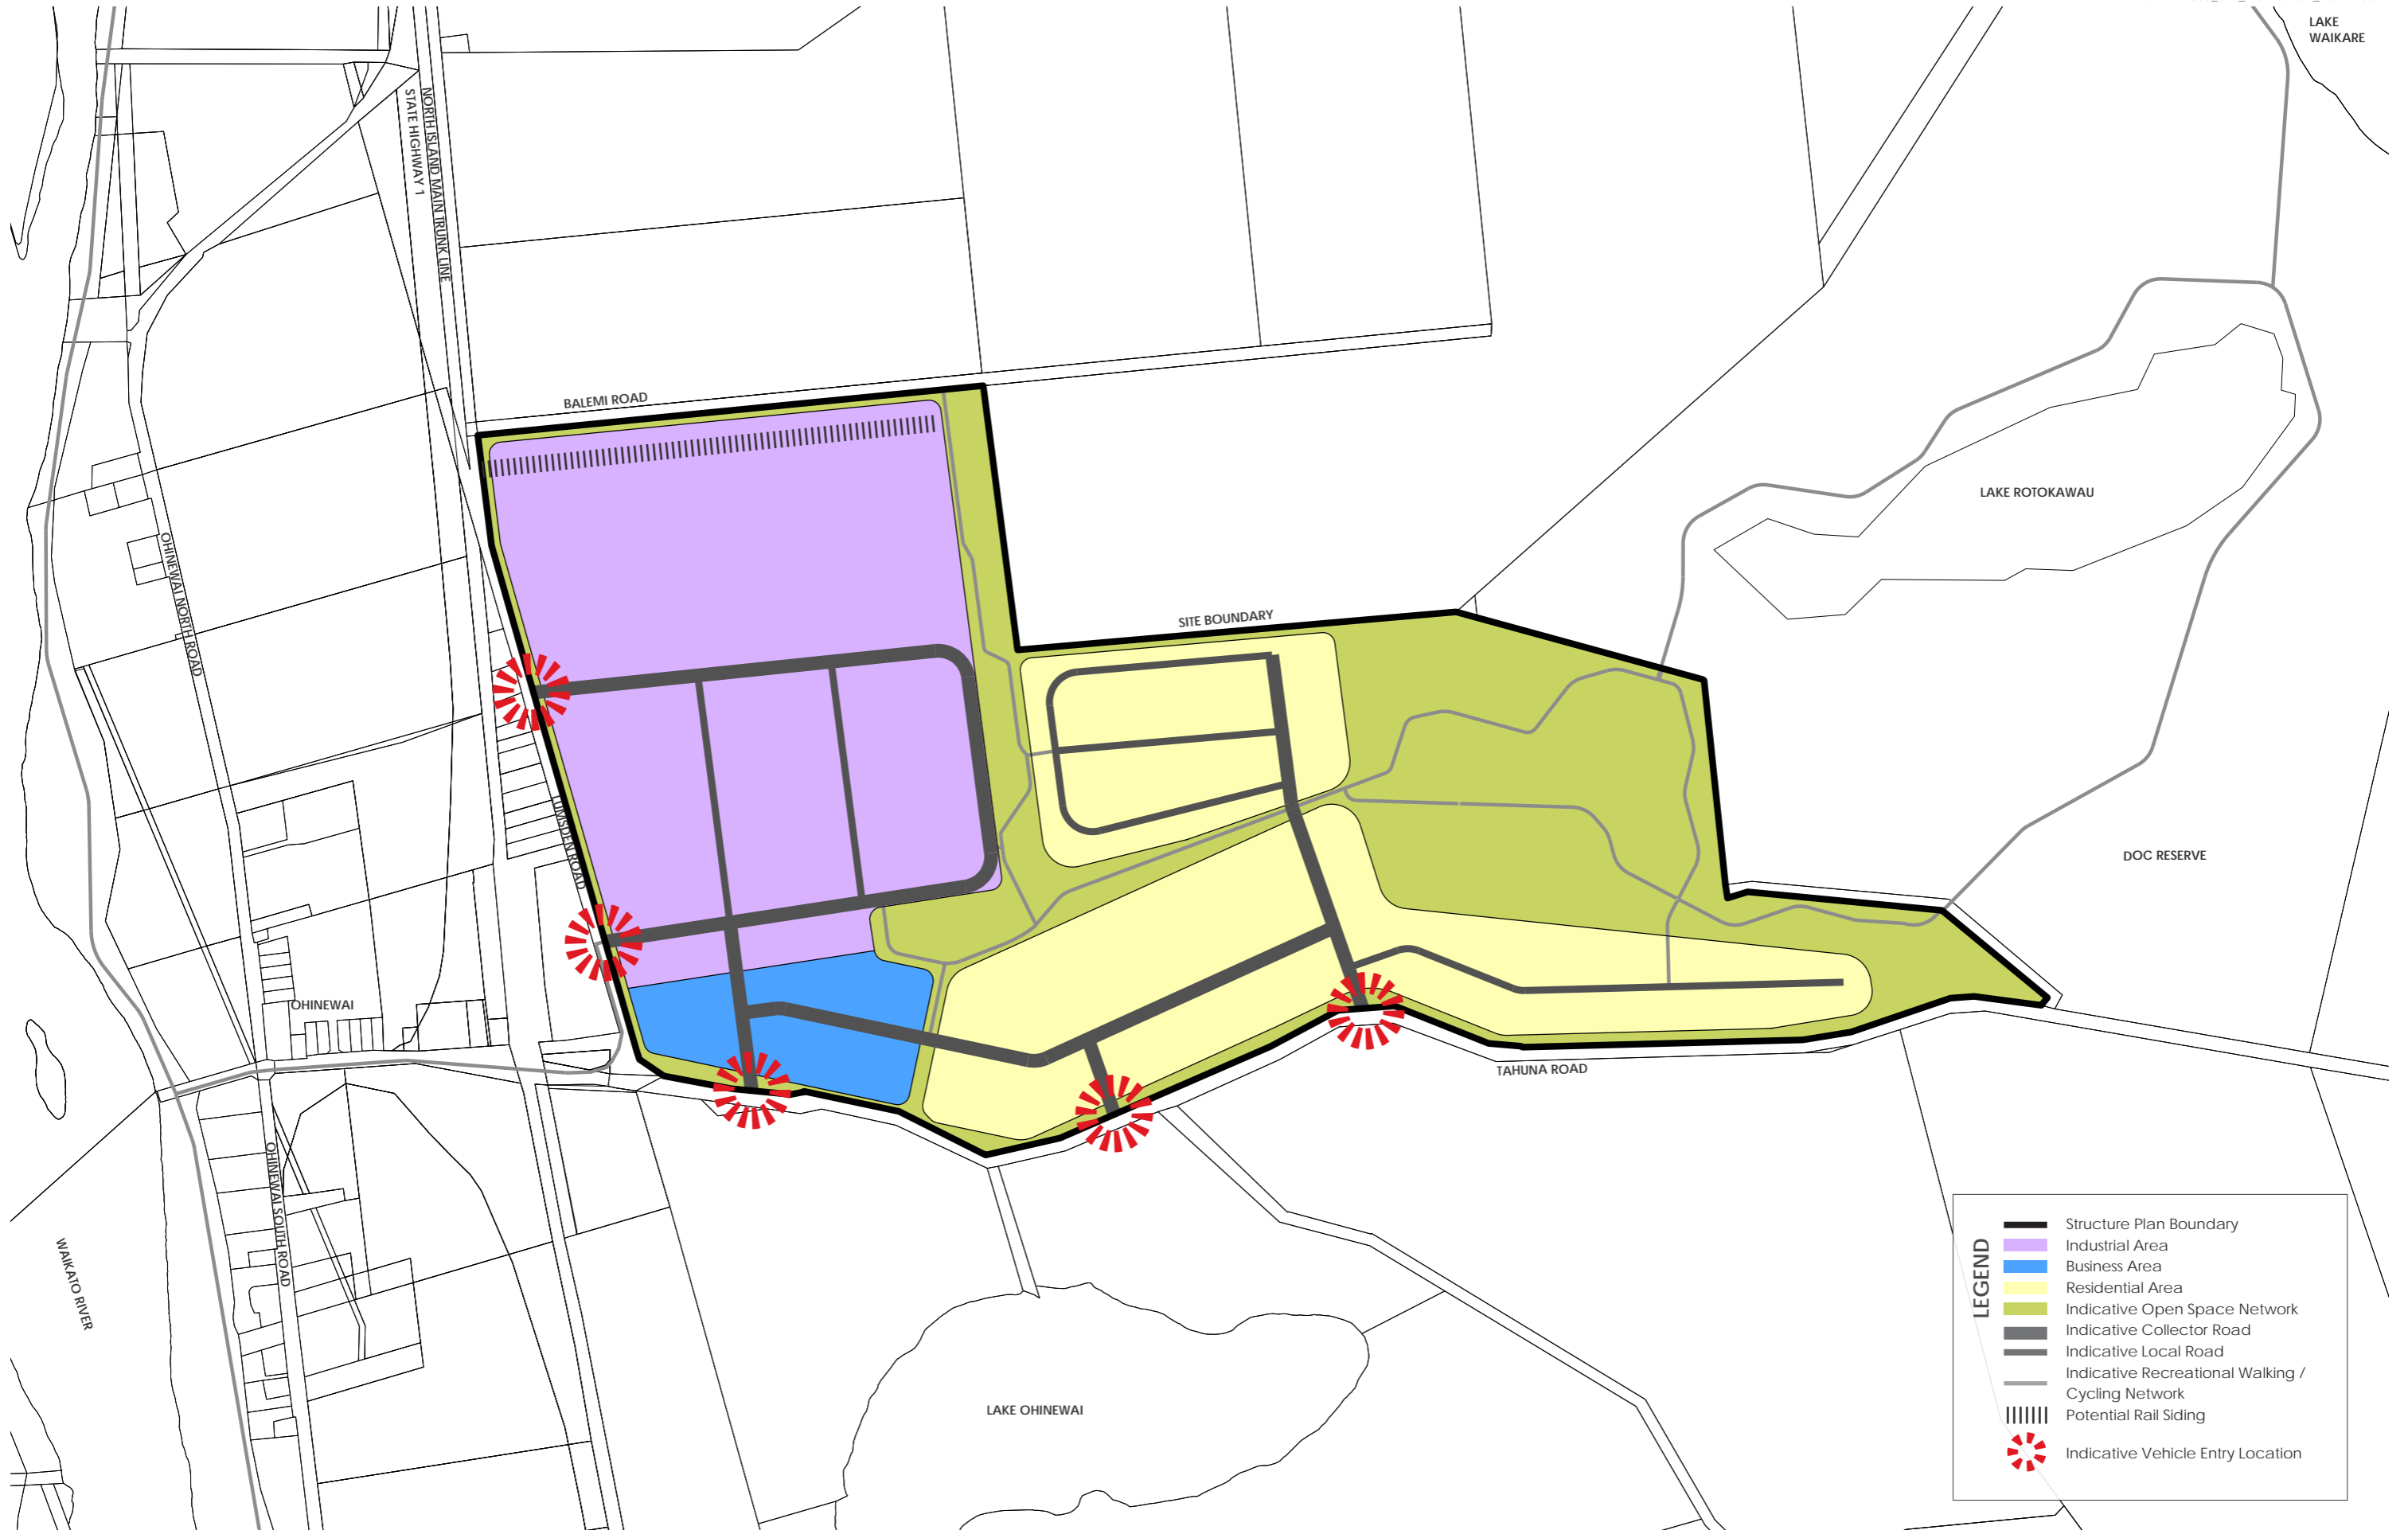 LAKE
WAIKARE
NORTH ISLAND MAIN TRUNK LINE
STATE HIGHWAY 1
BALEMI ROAD
LAKE ROTOKAWAU
OHINEWAI NORTH ROAD
SITE BOUNDARY
LUMSDEN ROAD
DOC RESERVE
OHINEWAI
TAHUNA ROAD
OHINEWAI SOUTH ROAD
WAIKATO RIVER
LAKE OHINEWAI
LEGEND
Structure Plan Boundary
Industrial Area
Business Area
Residential Area
Indicative Open Space Network
Indicative Collector Road
Indicative Local Road
Indicative Recreational Walking /
Cycling Network
Potential Rail Siding
Indicative Vehicle Entry Location